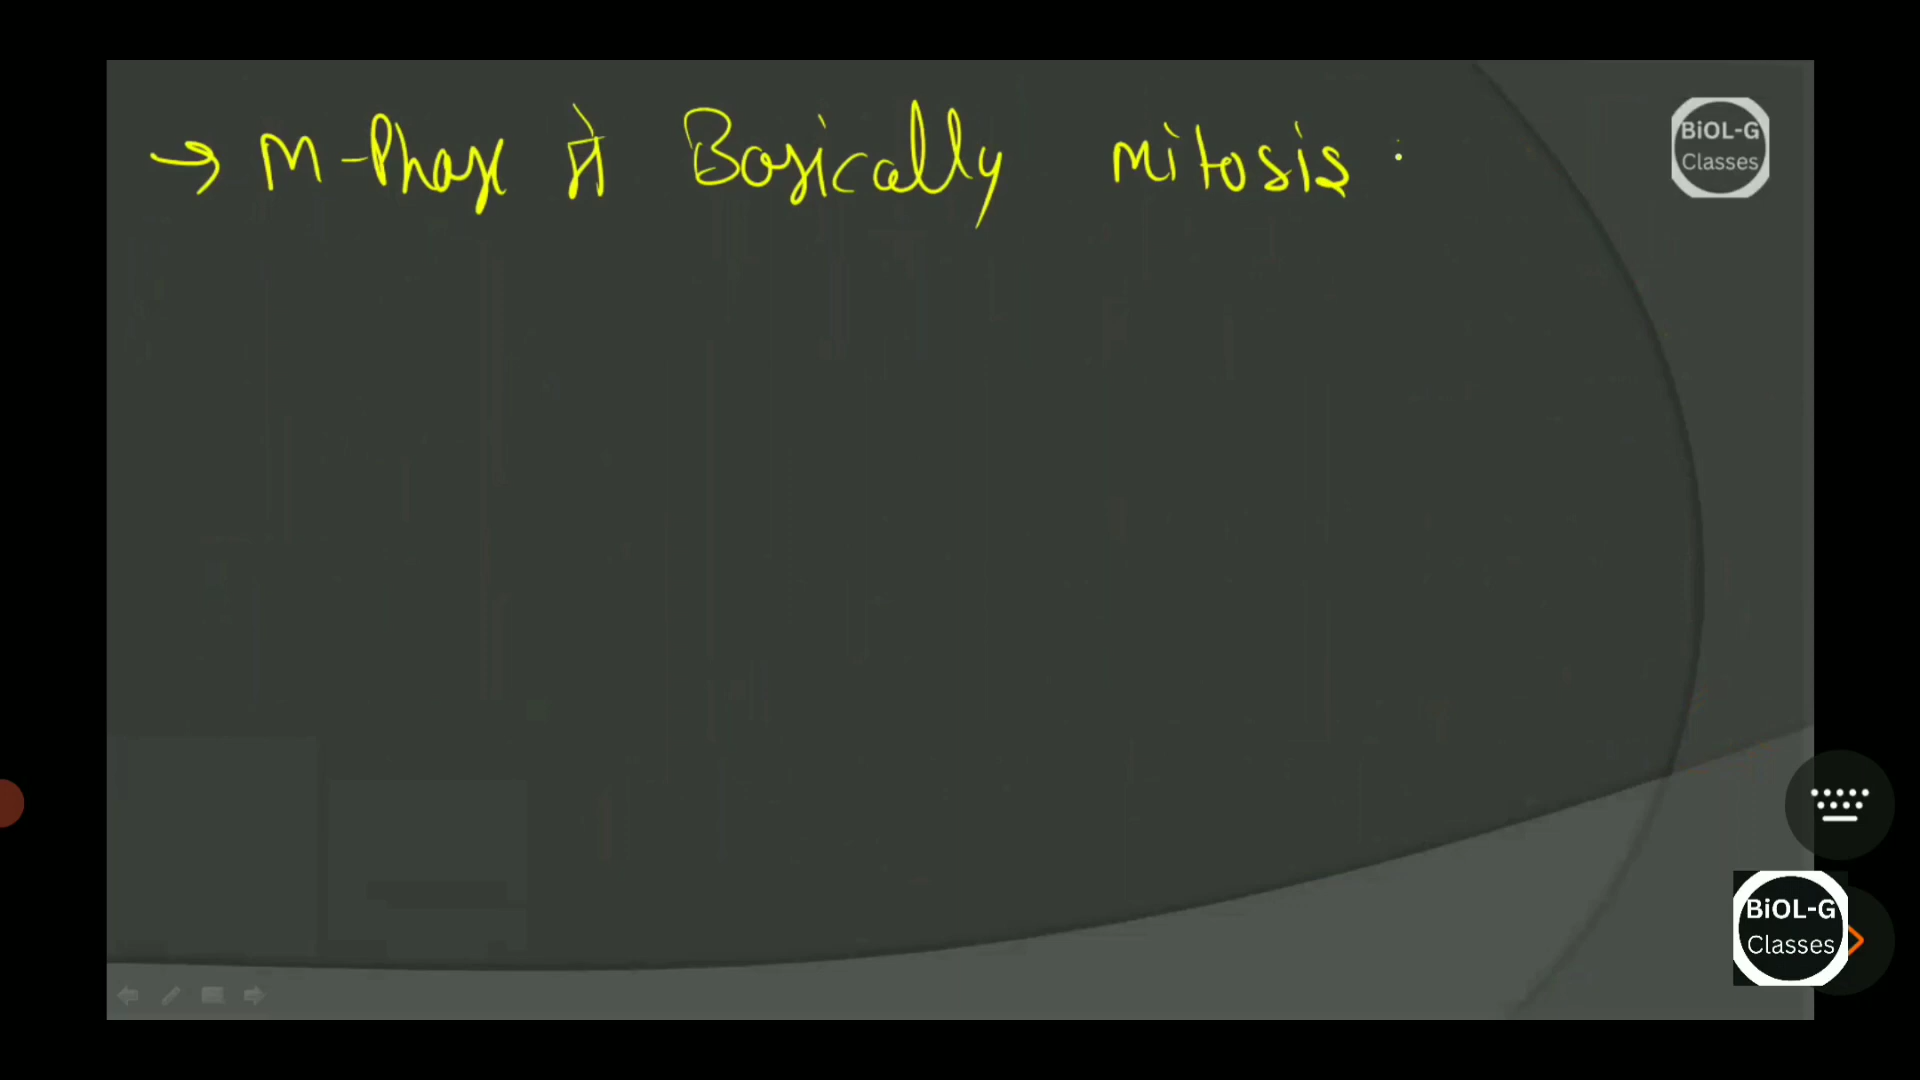 → M-Phase में Basically mitosis
BiOL-G
Classes
BiOL-G
Classes